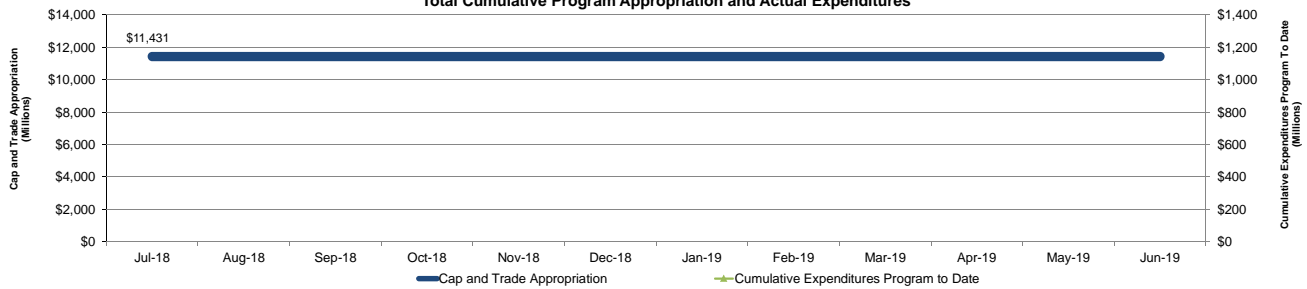 Total Cumulative Program Appropriation and Actual Expenditures
Cap and Trade Appropriation
(Millions)
$14,000
$12,000
$10,000
$8,000
$6,000
$4,000
$2,000
$0
$11,431
$1,400
$1,200
$1,000
$800
$600
$400
$200
$0
Cumulative Expenditures Program To Date
(Millions)
Jul-18 Aug-18 Sep-18 Oct-18 Nov-18 Dec-18 Jan-19 Feb-19 Mar-19 Apr-19 May-19 Jun-19
Cap and Trade Appropriation Cumulative Expenditures Program to Date